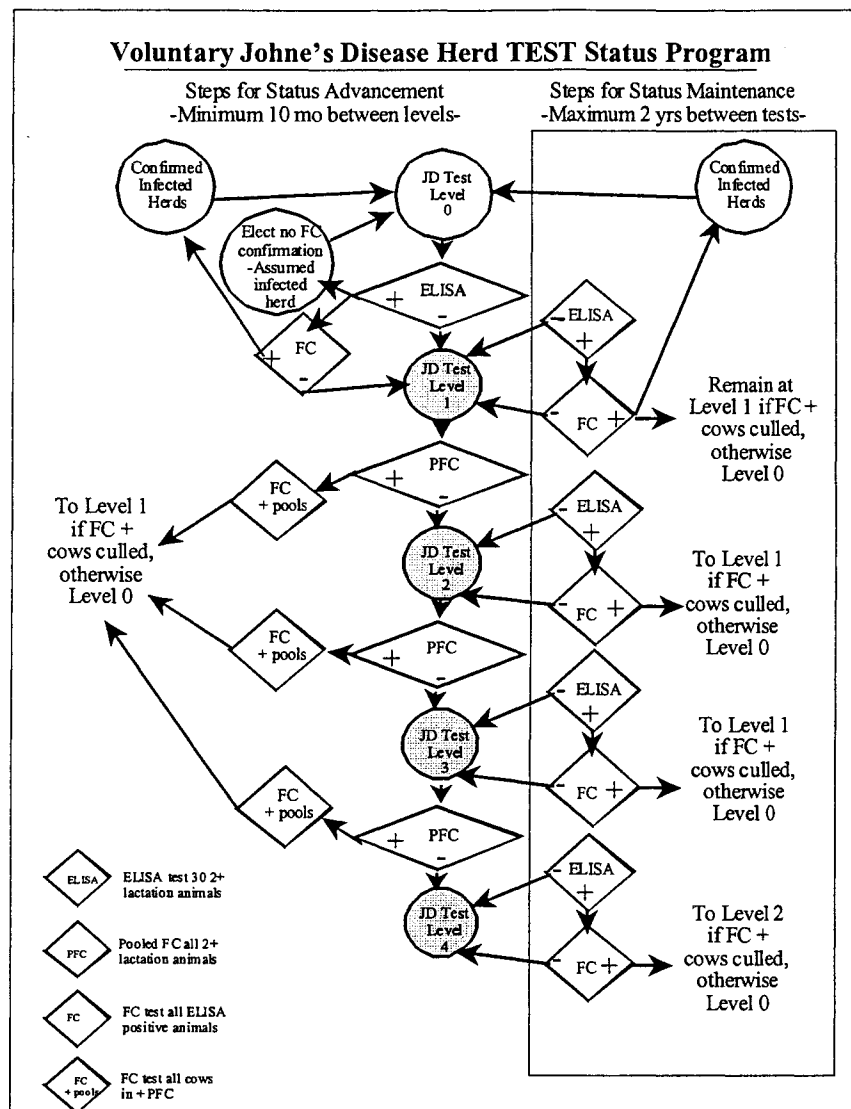 Voluntary Johne's Disease Herd TEST Status Program
Steps for Status Advancement
-Minimum 10 mo between levels-
Steps for Status Maintenance
-Maximum 2 yrs between tests-
Confirmed
Infected
Herds
JD Test
Level
0
Confirmed
Infected
Herds
Elect no FC
confirmation
-Assumed
infected
herd
+
ELISA
-
-
ELISA
+
FC
+
-
JD Test
Level
1
-
FC
+
Remain at
Level 1 if FC +
cows culled,
otherwise
Level 0
PFC
+
-
FC
+ pools
To Level 1
if FC +
cows culled,
otherwise
Level 0
-
ELISA
+
JD Test
Level
2
-
FC
+
To Level 1
if FC +
cows culled,
otherwise
Level 0
PFC
+
-
FC
+ pools
-
ELISA
+
JD Test
Level
3
-
FC
+
To Level 1
if FC +
cows culled,
otherwise
Level 0
PFC
+
-
FC
+ pools
-
ELISA
+
JD Test
Level
4
-
FC
+
To Level 2
if FC +
cows culled,
otherwise
Level 0
ELISA
ELISA test 30 2+
lactation animals
PFC
Pooled FC all 2+
lactation animals
FC
FC test all ELISA
positive animals
FC
+ pools
FC test all cows
in + PFC